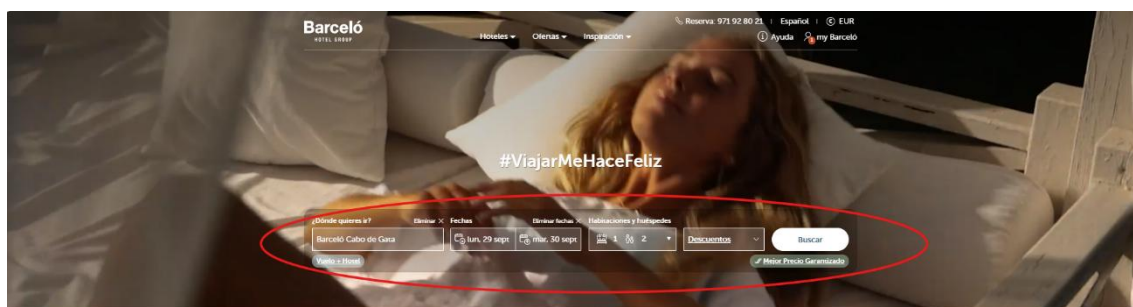 Barceló
HOTEL GROUP
Reserva: 971 92 80 21 | Español | € EUR
Hoteles Ofertas Inspiración
Ayuda 1 my Barceló
#ViajarMeHaceFeliz
¿Dónde quieres ir? Eliminar × Fechas Eliminar fechas × Habitaciones y huéspedes
Barceló Cabo de Gata lun, 29 sept mar, 30 sept 1 2 Descuentos Buscar
Vuelo + Hotel Mejor Precio Garantizado